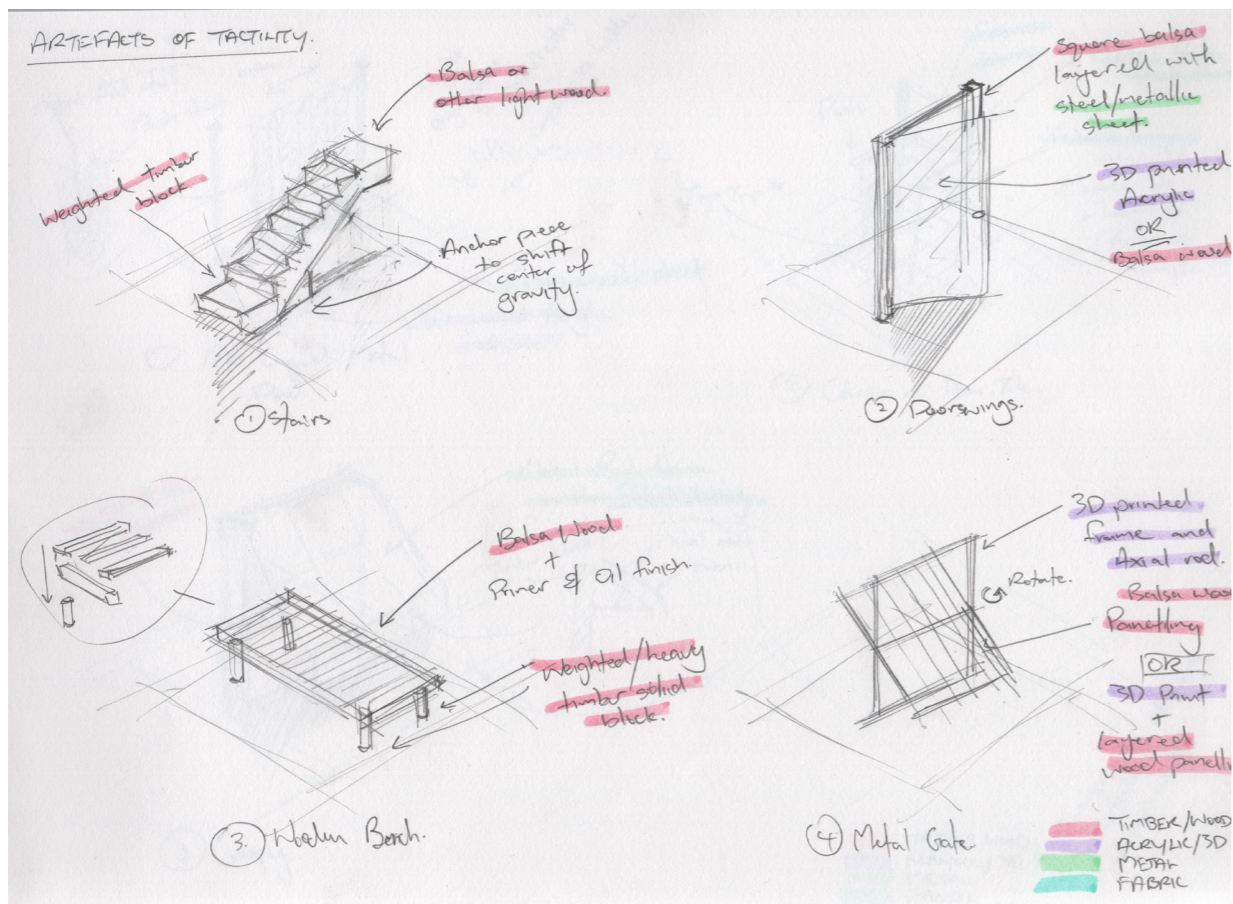 ARTEFACTS OF TACTILITY.
Balsa or
other light wood.
Weighted timber
block
Anchor piece
to shift
center of
gravity.
① Stairs
Square balsa
layered with
steel/metallic
sheet.
3D printed
Acrylic
OR
Balsa wood
② Doorswings.
Balsa Wood
+
Primer & Oil finish.
Weighted/heavy
timber solid
block.
③ Wooden Bench.
3D printed
frame and
Axial rod.
Rotate.
Balsa wood
Panelling
OR
3D Print
+
layered
wood panelli
④ Metal Gate
TIMBER/WOOD
ACRYLIC/3D
METAL
FABRIC